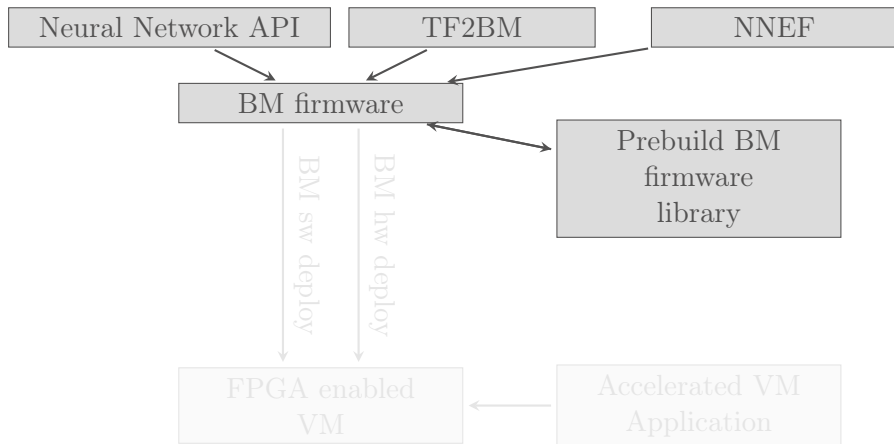 Neural Network API
TF2BM
NNEF
BM firmware
Prebuild BM
firmware
library
BM sw deploy
BM hw deploy
FPGA enabled
VM
Accelerated VM
Application